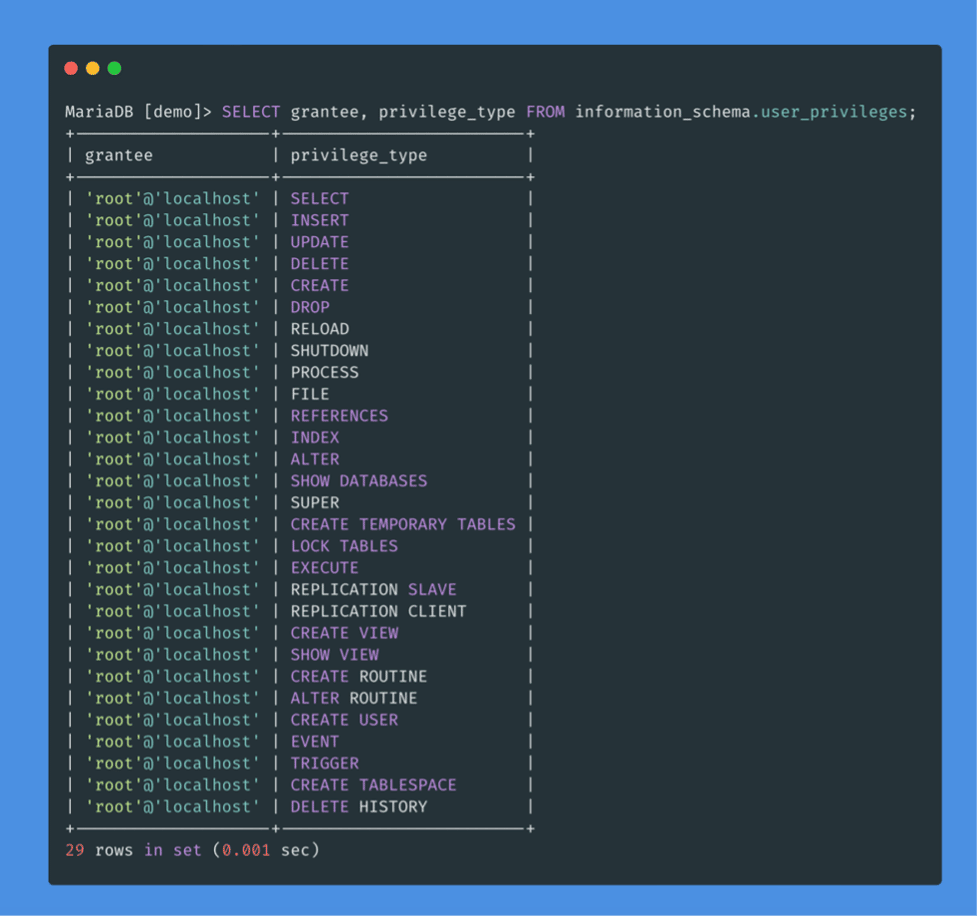 MariaDB [demo]> SELECT grantee, privilege_type FROM information_schema.user_privileges;
+--------------------+-------------------------+
| grantee            | privilege_type          |
+--------------------+-------------------------+
| 'root'@'localhost' | SELECT                  |
| 'root'@'localhost' | INSERT                  |
| 'root'@'localhost' | UPDATE                  |
| 'root'@'localhost' | DELETE                  |
| 'root'@'localhost' | CREATE                  |
| 'root'@'localhost' | DROP                    |
| 'root'@'localhost' | RELOAD                  |
| 'root'@'localhost' | SHUTDOWN                |
| 'root'@'localhost' | PROCESS                 |
| 'root'@'localhost' | FILE                    |
| 'root'@'localhost' | REFERENCES              |
| 'root'@'localhost' | INDEX                   |
| 'root'@'localhost' | ALTER                   |
| 'root'@'localhost' | SHOW DATABASES          |
| 'root'@'localhost' | SUPER                   |
| 'root'@'localhost' | CREATE TEMPORARY TABLES |
| 'root'@'localhost' | LOCK TABLES             |
| 'root'@'localhost' | EXECUTE                 |
| 'root'@'localhost' | REPLICATION SLAVE       |
| 'root'@'localhost' | REPLICATION CLIENT      |
| 'root'@'localhost' | CREATE VIEW             |
| 'root'@'localhost' | SHOW VIEW               |
| 'root'@'localhost' | CREATE ROUTINE          |
| 'root'@'localhost' | ALTER ROUTINE           |
| 'root'@'localhost' | CREATE USER             |
| 'root'@'localhost' | EVENT                   |
| 'root'@'localhost' | TRIGGER                 |
| 'root'@'localhost' | CREATE TABLESPACE       |
| 'root'@'localhost' | DELETE HISTORY          |
+--------------------+-------------------------+
29 rows in set (0.001 sec)